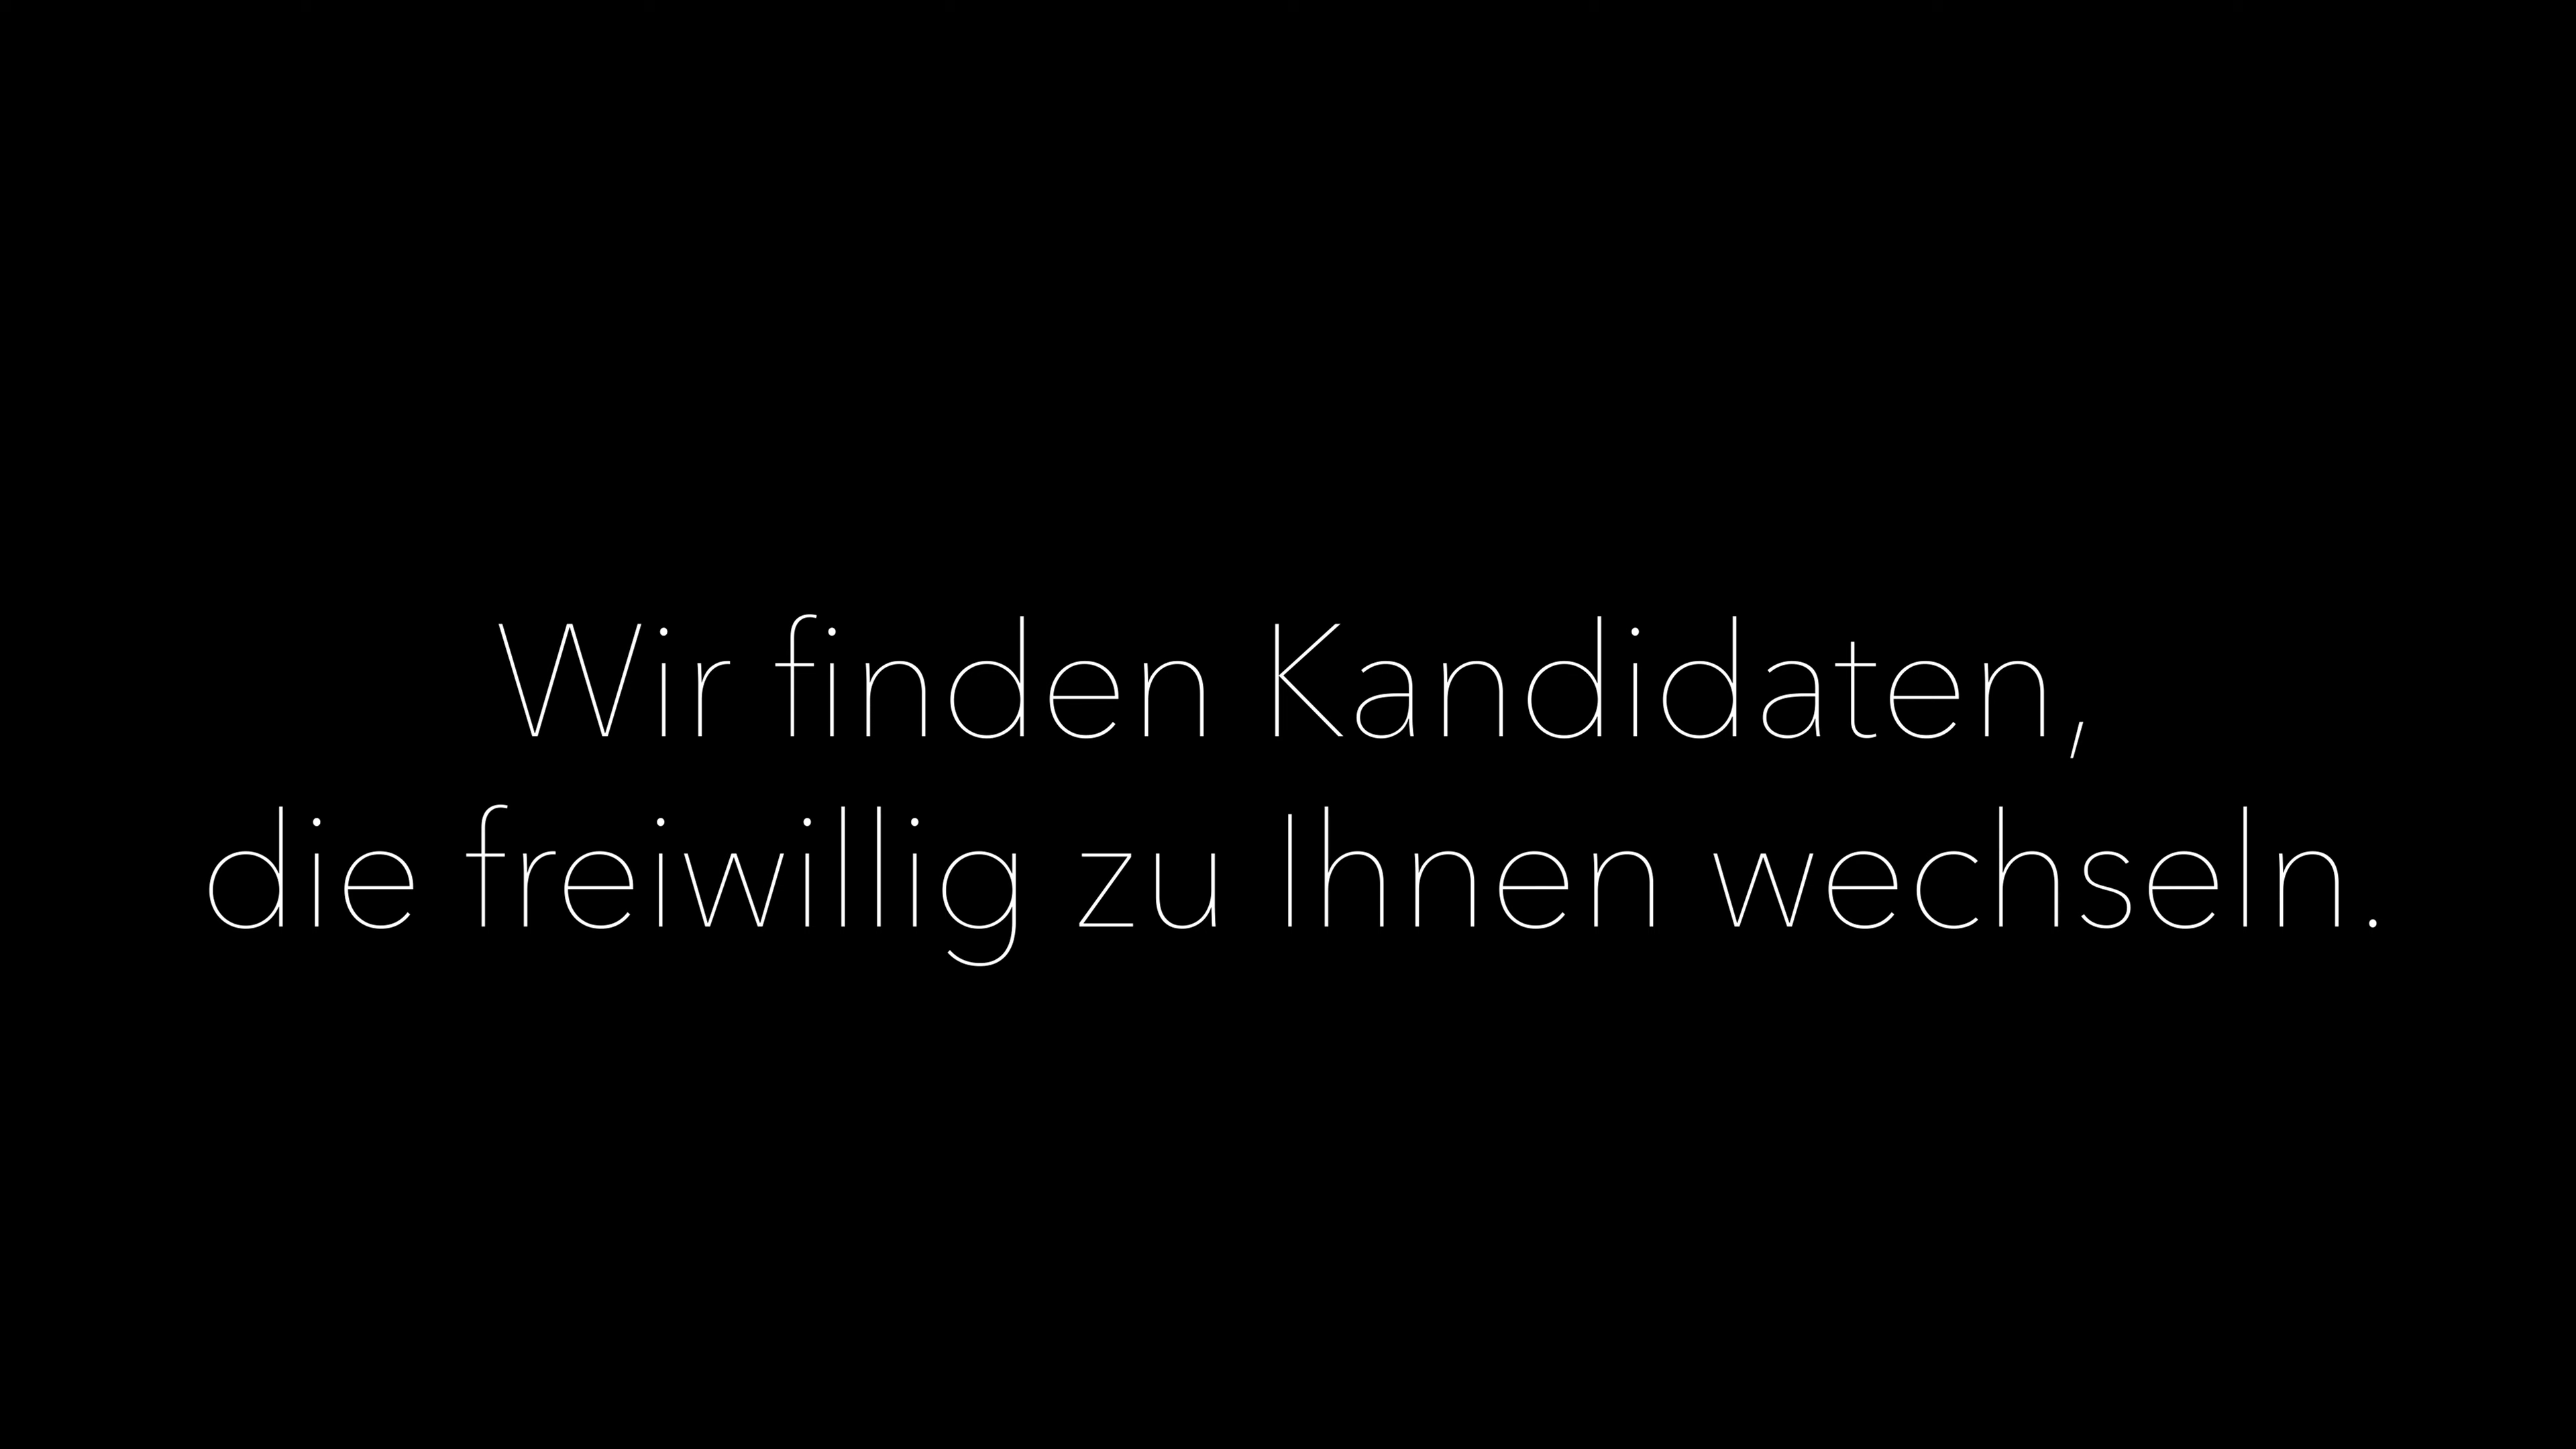 Wir finden Kandidaten,
die freiwillig zu Ihnen wechseln.